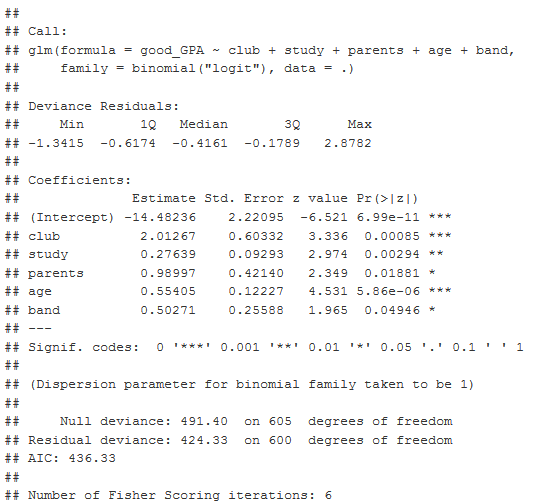 ##
## Call:
## glm(formula = good_GPA ~ club + study + parents + age + band,
##     family = binomial("logit"), data = .)
##
## Deviance Residuals:
##     Min       1Q   Median       3Q      Max
## -1.3415  -0.6174  -0.4161  -0.1789   2.8782
##
## Coefficients:
##              Estimate Std. Error z value Pr(>|z|)
## (Intercept) -14.48236    2.22095  -6.521 6.99e-11 ***
## club          2.01267    0.60332   3.336  0.00085 ***
## study         0.27639    0.09293   2.974  0.00294 **
## parents       0.98997    0.42140   2.349  0.01881 *
## age           0.55405    0.12227   4.531 5.86e-06 ***
## band          0.50271    0.25588   1.965  0.04946 *
## ---
## Signif. codes:  0 '***' 0.001 '**' 0.01 '*' 0.05 '.' 0.1 ' ' 1
##
## (Dispersion parameter for binomial family taken to be 1)
##
##     Null deviance: 491.40  on 605  degrees of freedom
## Residual deviance: 424.33  on 600  degrees of freedom
## AIC: 436.33
##
## Number of Fisher Scoring iterations: 6